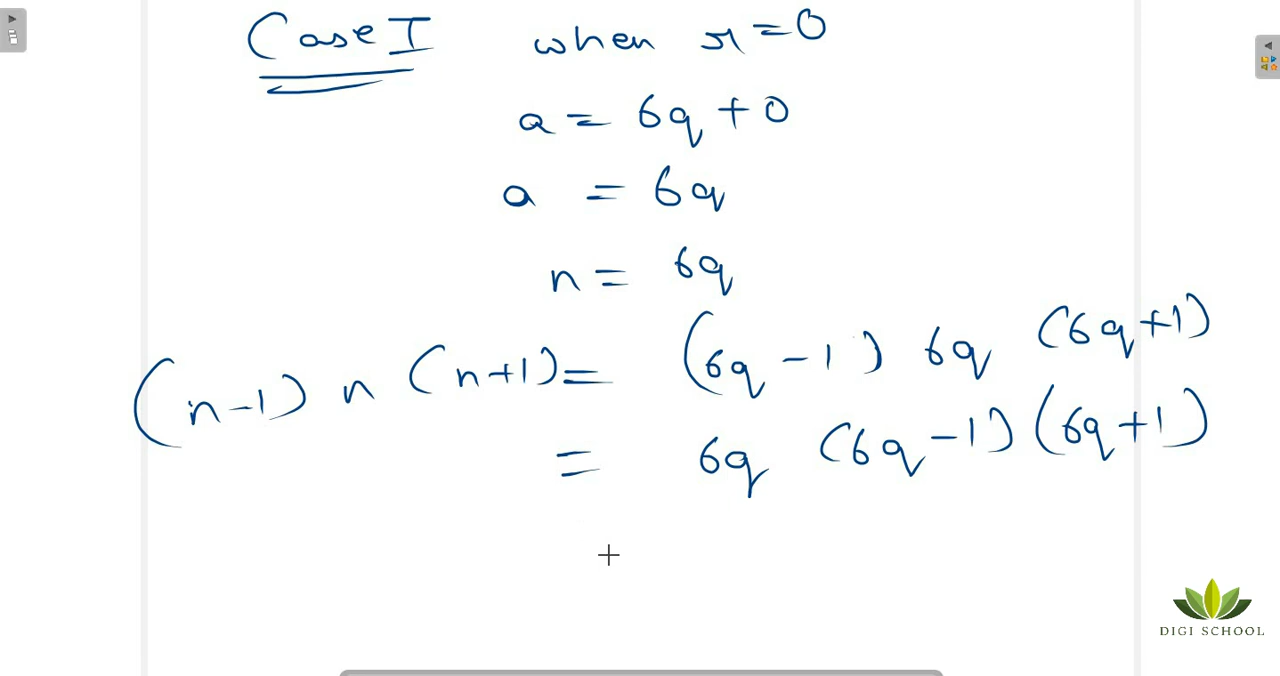 Case I when r=0
a = 6q + 0
a = 6q
n = 6q
(n-1) n (n+1) = (6q - 1) 6q (6q+1)
= 6q (6q-1) (6q+1)
DIGI SCHOOL